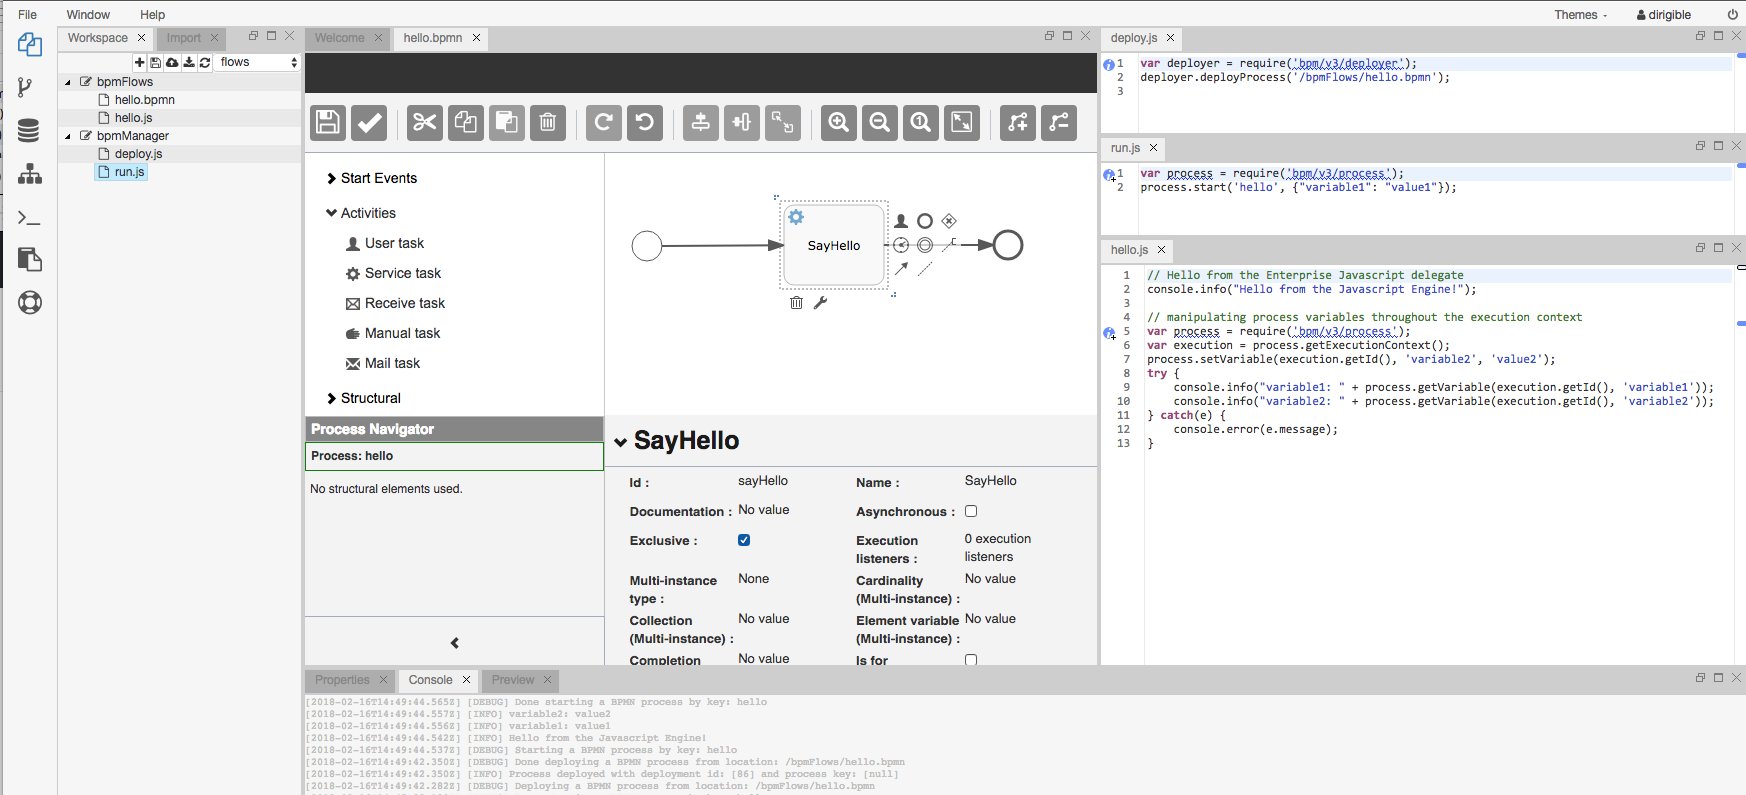 File Window Help Themes dirigible
Workspace Import
flows
bpmFlows
hello.bpmn
hello.js
bpmManager
deploy.js
run.js
Welcome hello.bpmn
Start Events
Activities
User task
Service task
Receive task
Manual task
Mail task
Structural
Process Navigator
Process: hello
No structural elements used.
SayHello
SayHello
Id : sayHello Name : SayHello
Documentation : No value Asynchronous :
Exclusive : Execution listeners : 0 execution listeners
Multi-instance type : None Cardinality (Multi-instance) : No value
Collection (Multi-instance) : No value Element variable (Multi-instance) : No value
Completion No value Is for
deploy.js
1 var deployer = require('bpm/v3/deployer');
2 deployer.deployProcess('/bpmFlows/hello.bpmn');
3
run.js
1 var process = require('bpm/v3/process');
2 process.start('hello', {"variable1": "value1"});
hello.js
1 // Hello from the Enterprise Javascript delegate
2 console.info("Hello from the Javascript Engine!");
3
4 // manipulating process variables throughout the execution context
5 var process = require('bpm/v3/process');
6 var execution = process.getExecutionContext();
7 process.setVariable(execution.getId(), 'variable2', 'value2');
8 try {
9 console.info("variable1: " + process.getVariable(execution.getId(), 'variable1'));
10 console.info("variable2: " + process.getVariable(execution.getId(), 'variable2'));
11 } catch(e) {
12 console.error(e.message);
13 }
Properties Console Preview
[2018-02-16T14:49:44.565Z] [DEBUG] Done starting a BPMN process by key: hello
[2018-02-16T14:49:44.557Z] [INFO] variable2: value2
[2018-02-16T14:49:44.556Z] [INFO] variable1: value1
[2018-02-16T14:49:44.542Z] [INFO] Hello from the Javascript Engine!
[2018-02-16T14:49:44.537Z] [DEBUG] Starting a BPMN process by key: hello
[2018-02-16T14:49:42.350Z] [DEBUG] Done deploying a BPMN process from location: /bpmFlows/hello.bpmn
[2018-02-16T14:49:42.350Z] [INFO] Process deployed with deployment id: [86] and process key: [null]
[2018-02-16T14:49:42.282Z] [DEBUG] Deploying a BPMN process from location: /bpmFlows/hello.bpmn